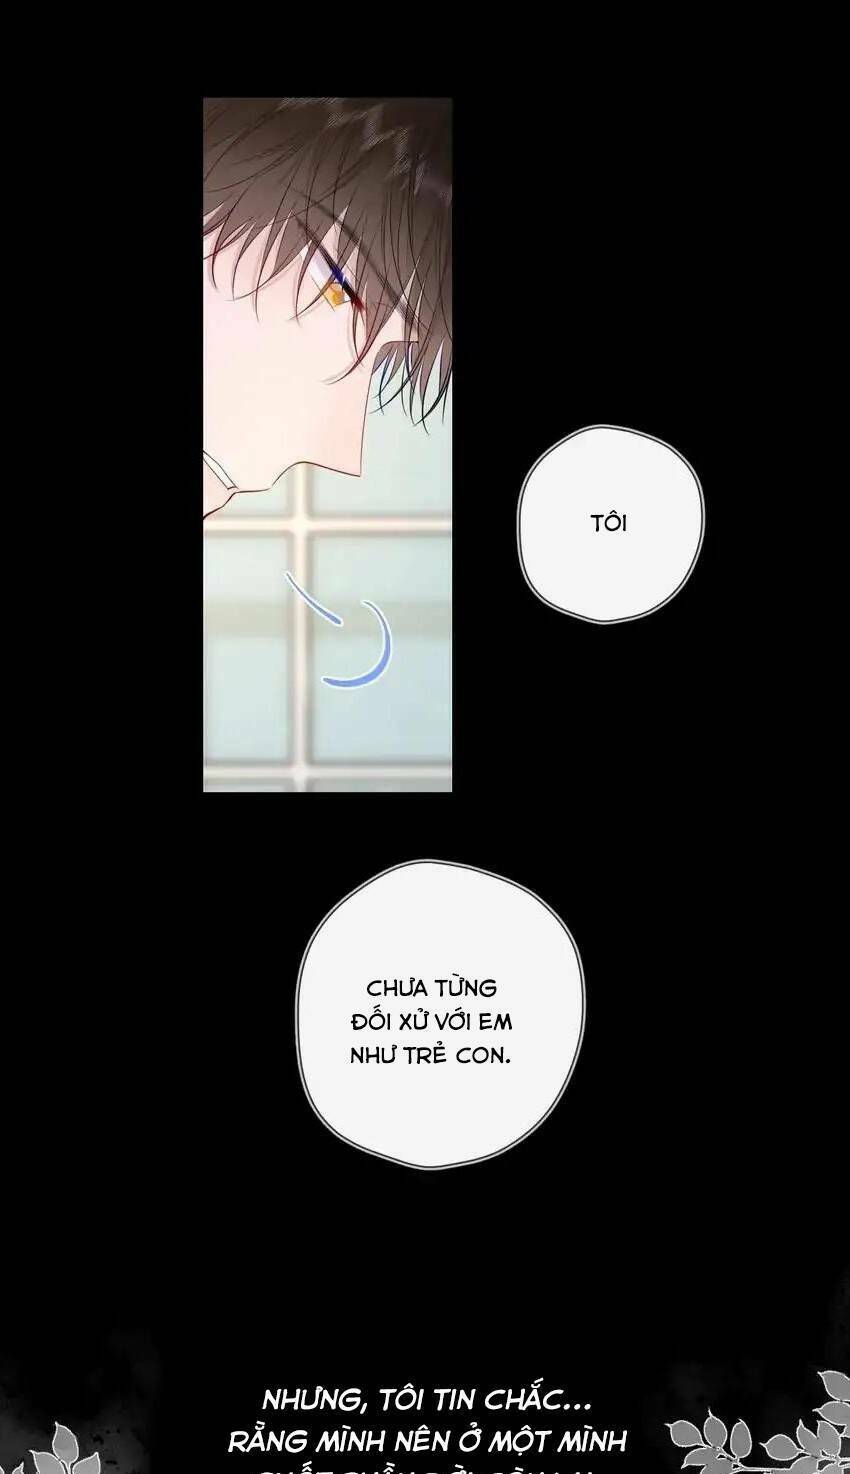 TÔI
CHƯA TỪNG
ĐỐI XỬ VỚI EM
NHƯ TRẺ CON.
NHƯNG, TÔI TIN CHẮC...
RẰNG MÌNH NÊN Ở MỘT MÌNH